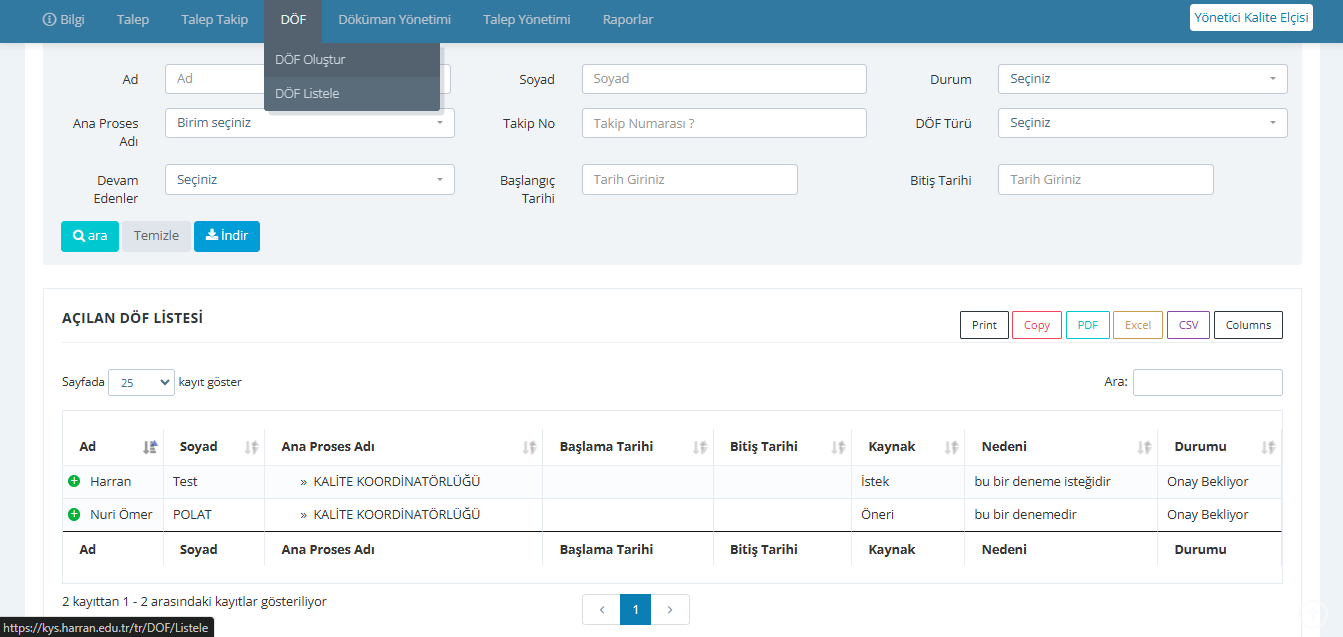 Bilgi Talep Talep Takip DÖF Döküman Yönetimi Talep Yönetimi Raporlar Yönetici Kalite Elçisi
DÖF Oluştur
DÖF Listele
Ad Ad Soyad Soyad Durum Seçiniz
Ana Proses Adı Birim seçiniz Takip No Takip Numarası ? DÖF Türü Seçiniz
Devam Edenler Seçiniz Başlangıç Tarihi Tarih Giriniz Bitiş Tarihi Tarih Giriniz
ara Temizle İndir
AÇILAN DÖF LİSTESİ Print Copy PDF Excel CSV Columns
Sayfada 25 kayıt göster Ara:
Ad Soyad Ana Proses Adı Başlama Tarihi Bitiş Tarihi Kaynak Nedeni Durumu
Harran Test » KALİTE KOORDİNATÖRLÜĞÜ İstek bu bir deneme isteğidir Onay Bekliyor
Nuri Ömer POLAT » KALİTE KOORDİNATÖRLÜĞÜ Öneri bu bir denemedir Onay Bekliyor
Ad Soyad Ana Proses Adı Başlama Tarihi Bitiş Tarihi Kaynak Nedeni Durumu
2 kayıttan 1 - 2 arasındaki kayıtlar gösteriliyor ‹ 1 ›
https://kys.harran.edu.tr/tr/DOF/Listele